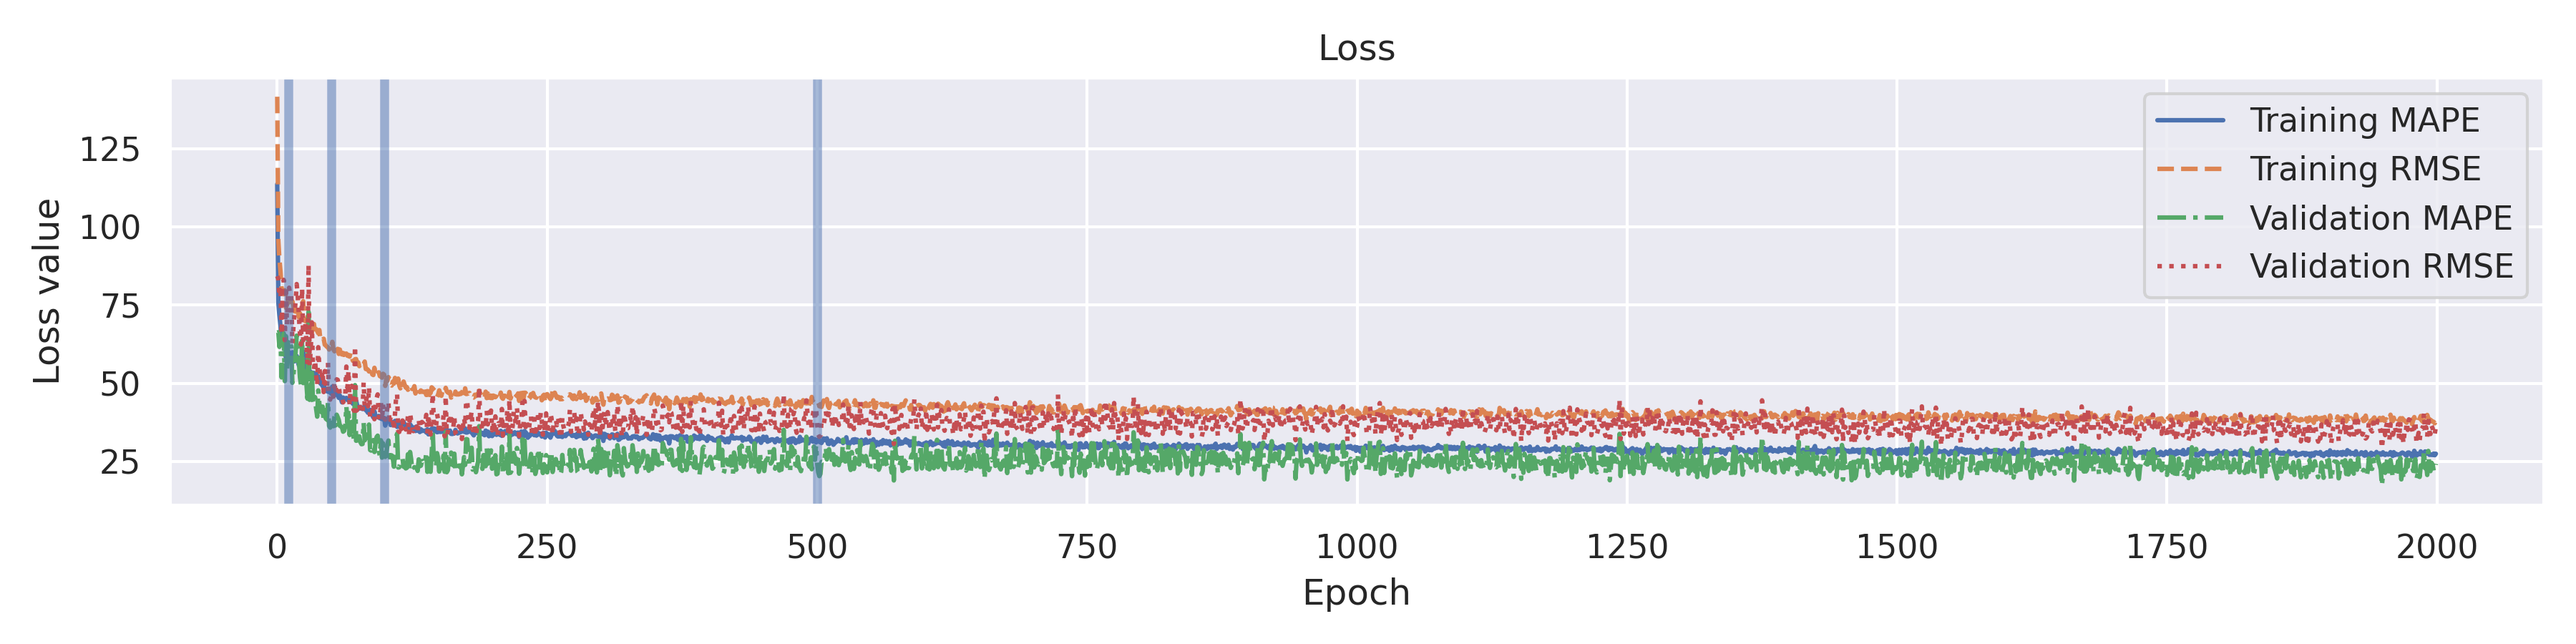 Loss
125
100
75
50
25
Loss value
0 250 500 750 1000 1250 1500 1750 2000
Epoch
Training MAPE
Training RMSE
Validation MAPE
Validation RMSE